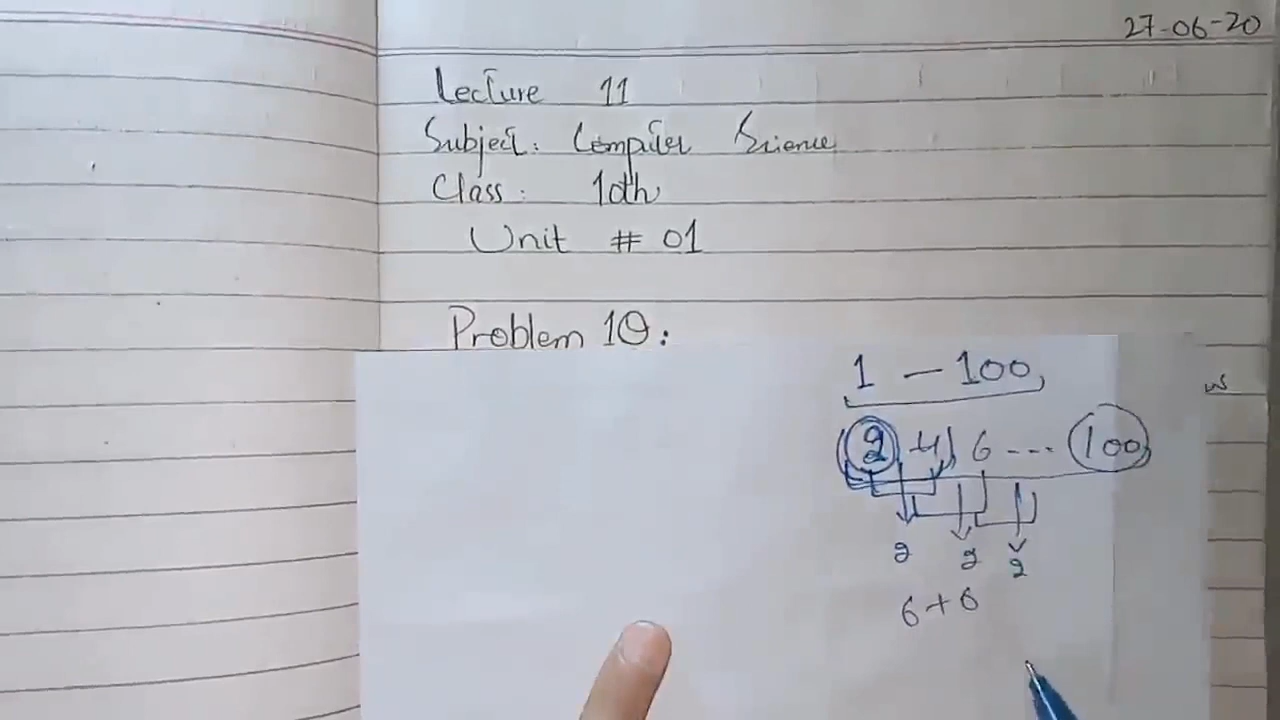 27-06-20
Lecture 11
Subject: Computer Science
Class: 10th
Unit # 01
Problem 10:
1 — 100,
(2 4) 6 --- 100
2 2 2
6+6